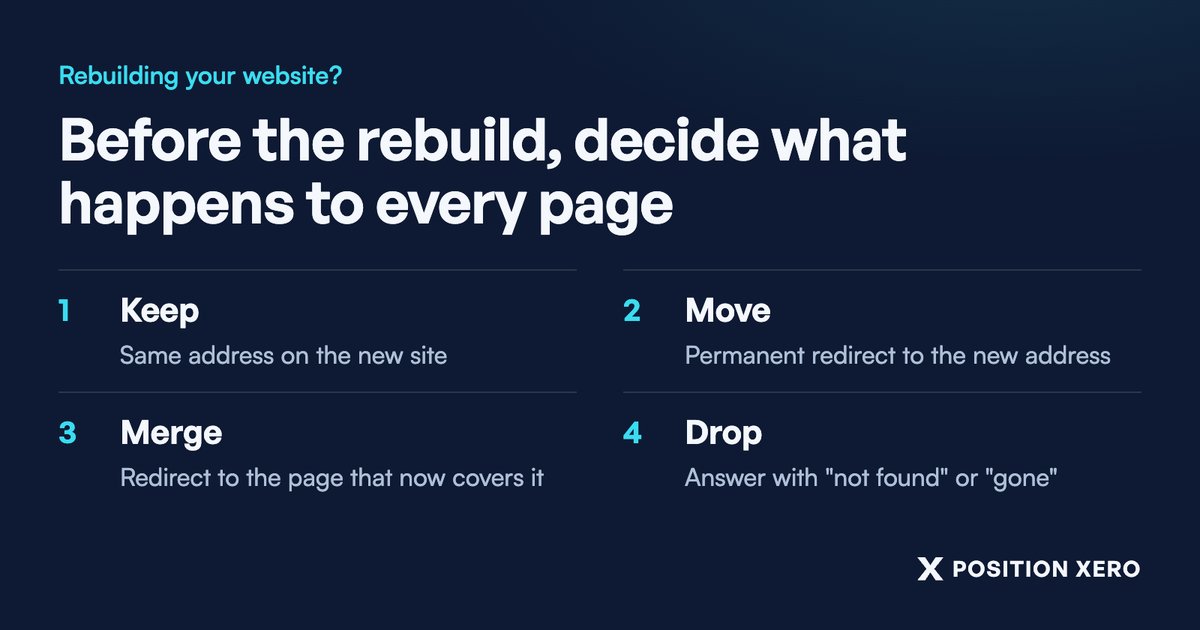 Rebuilding your website?
Before the rebuild, decide what
happens to every page
1 Keep
Same address on the new site
2 Move
Permanent redirect to the new address
3 Merge
Redirect to the page that now covers it
4 Drop
Answer with "not found" or "gone"
X POSITION XERO